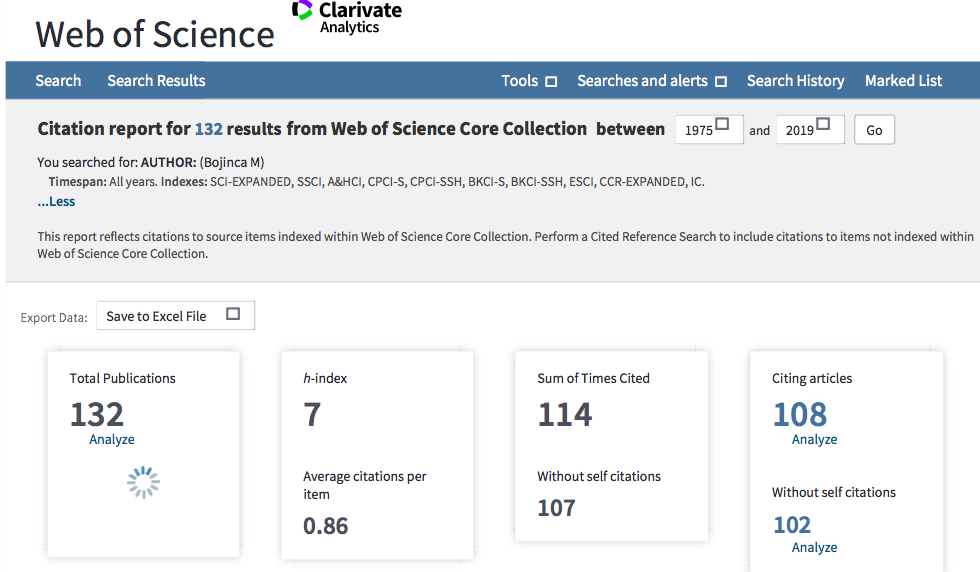 Clarivate
Analytics
Web of Science
Search Search Results Tools Searches and alerts Search History Marked List
Citation report for 132 results from Web of Science Core Collection between 1975 and 2019 Go
You searched for: AUTHOR: (Bojinca M)
Timespan: All years. Indexes: SCI-EXPANDED, SSCI, A&HCI, CPCI-S, CPCI-SSH, BKCI-S, BKCI-SSH, ESCI, CCR-EXPANDED, IC.
...Less
This report reflects citations to source items indexed within Web of Science Core Collection. Perform a Cited Reference Search to include citations to items not indexed within
Web of Science Core Collection.
Export Data: Save to Excel File
Total Publications
132
Analyze
h-index
7
Average citations per
item
0.86
Sum of Times Cited
114
Without self citations
107
Citing articles
108
Analyze
Without self citations
102
Analyze